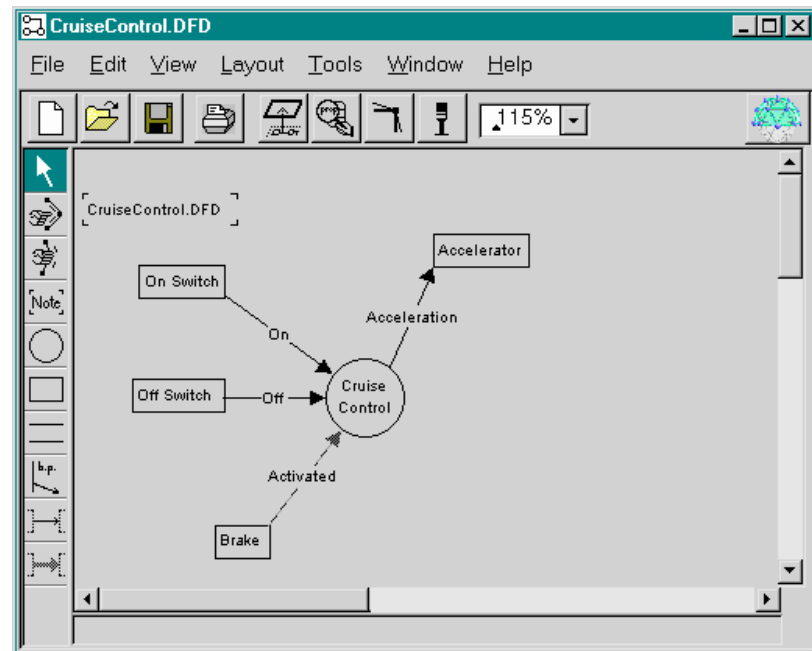 CruiseControl.DFD
File Edit View Layout Tools Window Help
prop
115%
CruiseControl.DFD
Accelerator
On Switch
Note
Acceleration
On
Cruise
Control
Off Switch
Off
b.p.
Activated
Brake